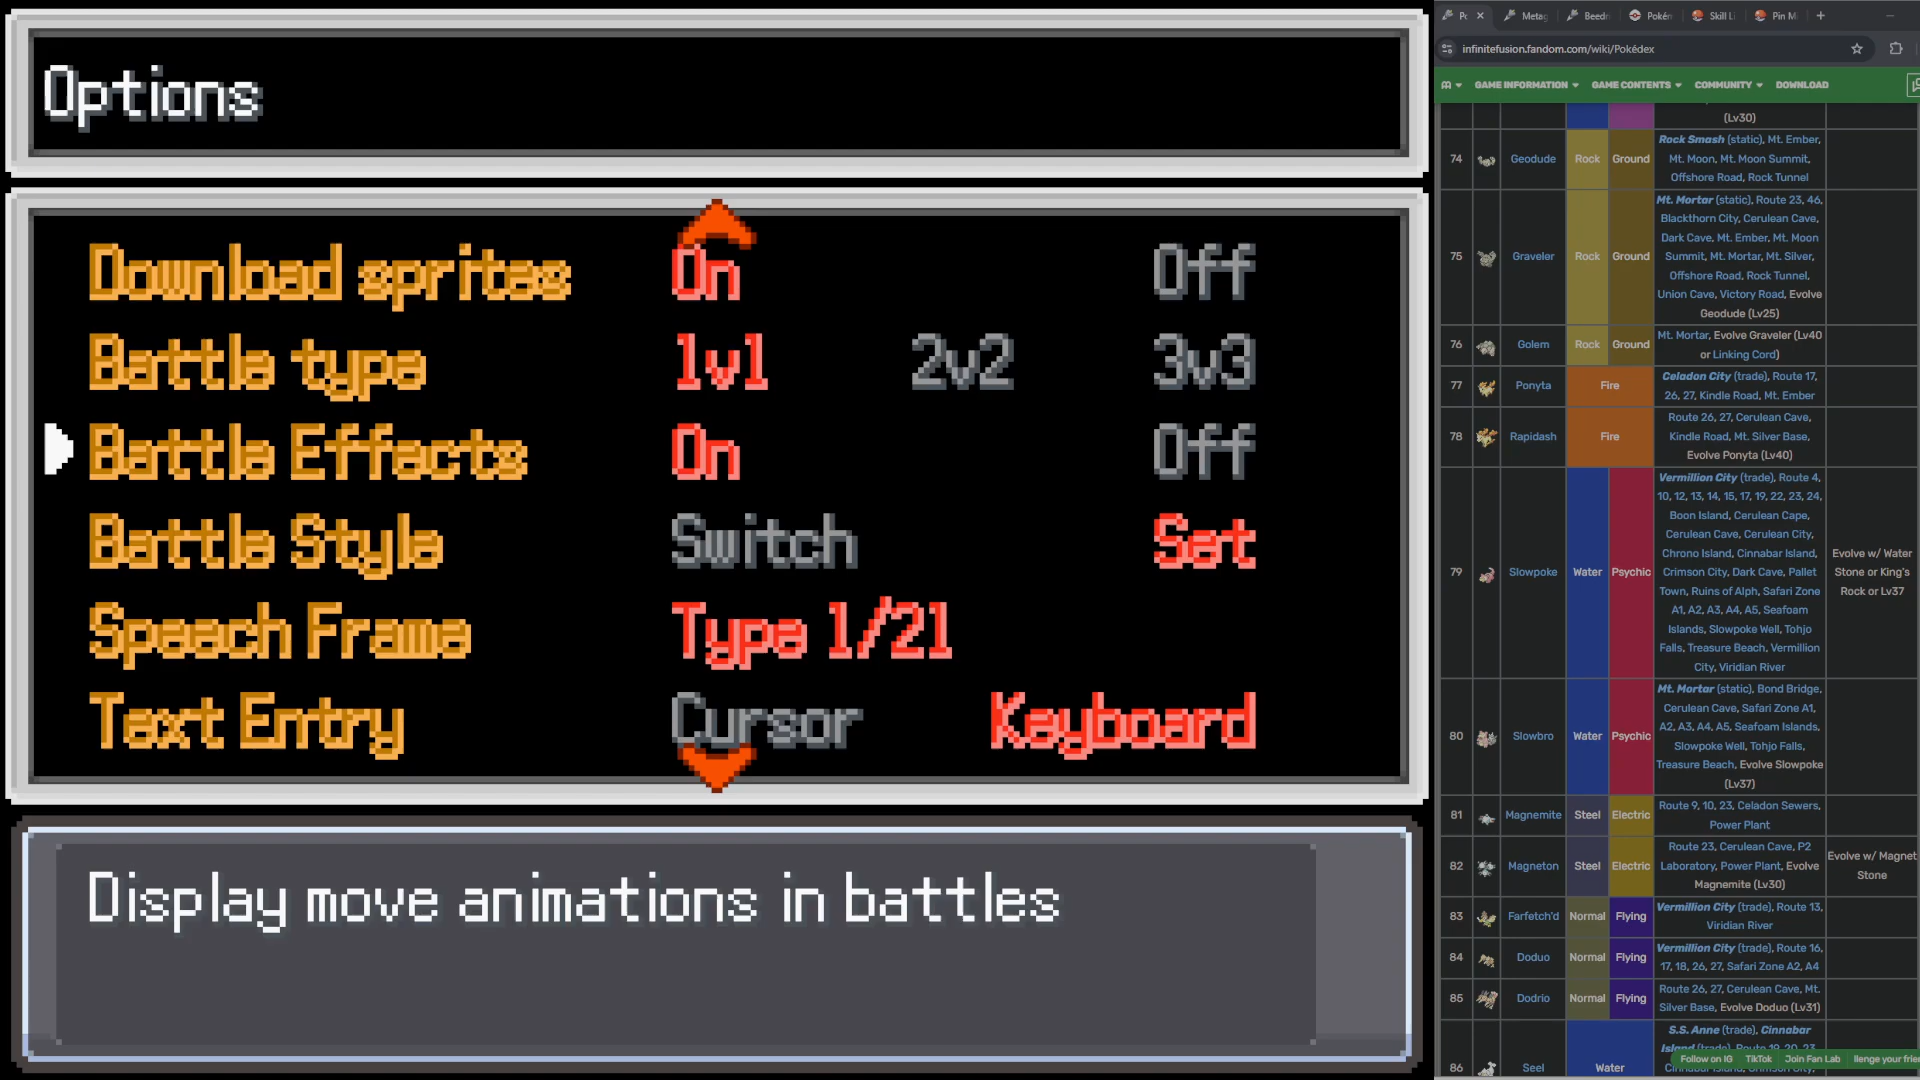 Options
Download sprites On Off
Battle type 1v1 2v2 3v3
Battle Effects On Off
Battle Style Switch Set
Speech Frame Type 1/21
Text Entry Cursor Keyboard
Display move animations in battles
Metag
Beedr
Pokém
Skill Li
Pin M
infinitefusion.fandom.com/wiki/Pokédex
GAME INFORMATION GAME CONTENTS COMMUNITY DOWNLOAD
(Lv30)
74 Geodude Rock Ground
Rock Smash (static), Mt. Ember,
Mt. Moon, Mt. Moon Summit,
Offshore Road, Rock Tunnel
75 Graveler Rock Ground
Mt. Mortar (static), Route 23, 46,
Blackthorn City, Cerulean Cave,
Dark Cave, Mt. Ember, Mt. Moon
Summit, Mt. Mortar, Mt. Silver,
Offshore Road, Rock Tunnel,
Union Cave, Victory Road, Evolve
Geodude (Lv25)
76 Golem Rock Ground
Mt. Mortar, Evolve Graveler (Lv40
or Linking Cord)
77 Ponyta Fire
Celadon City (trade), Route 17,
26, 27, Kindle Road, Mt. Ember
78 Rapidash Fire
Route 26, 27, Cerulean Cave,
Kindle Road, Mt. Silver Base,
Evolve Ponyta (Lv40)
79 Slowpoke Water Psychic
Vermillion City (trade), Route 4,
10, 12, 13, 14, 15, 17, 19, 22, 23, 24,
Boon Island, Cerulean Cape,
Cerulean Cave, Cerulean City,
Chrono Island, Cinnabar Island,
Crimson City, Dark Cave, Pallet
Town, Ruins of Alph, Safari Zone
A1, A2, A3, A4, A5, Seafoam
Islands, Slowpoke Well, Tohjo
Falls, Treasure Beach, Vermillion
City, Viridian River
Evolve w/ Water
Stone or King's
Rock or Lv37
80 Slowbro Water Psychic
Mt. Mortar (static), Bond Bridge,
Cerulean Cave, Safari Zone A1,
A2, A3, A4, A5, Seafoam Islands,
Slowpoke Well, Tohjo Falls,
Treasure Beach, Evolve Slowpoke
(Lv37)
81 Magnemite Steel Electric
Route 9, 10, 23, Celadon Sewers,
Power Plant
82 Magneton Steel Electric
Route 23, Cerulean Cave, P2
Laboratory, Power Plant, Evolve
Magnemite (Lv30)
Evolve w/ Magnet
Stone
83 Farfetch'd Normal Flying
Vermillion City (trade), Route 13,
Viridian River
84 Doduo Normal Flying
Vermillion City (trade), Route 16,
17, 18, 26, 27, Safari Zone A2, A4
85 Dodrio Normal Flying
Route 26, 27, Cerulean Cave, Mt.
Silver Base, Evolve Doduo (Lv31)
86 Seel Water
S.S. Anne (trade), Cinnabar
Follow on IG TikTok Join Fan Lab llenge your frie